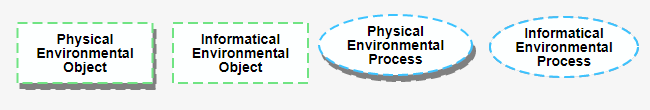 Physical
Environmental
Object
Informatical
Environmental
Object
Physical
Environmental
Process
Informatical
Environmental
Process